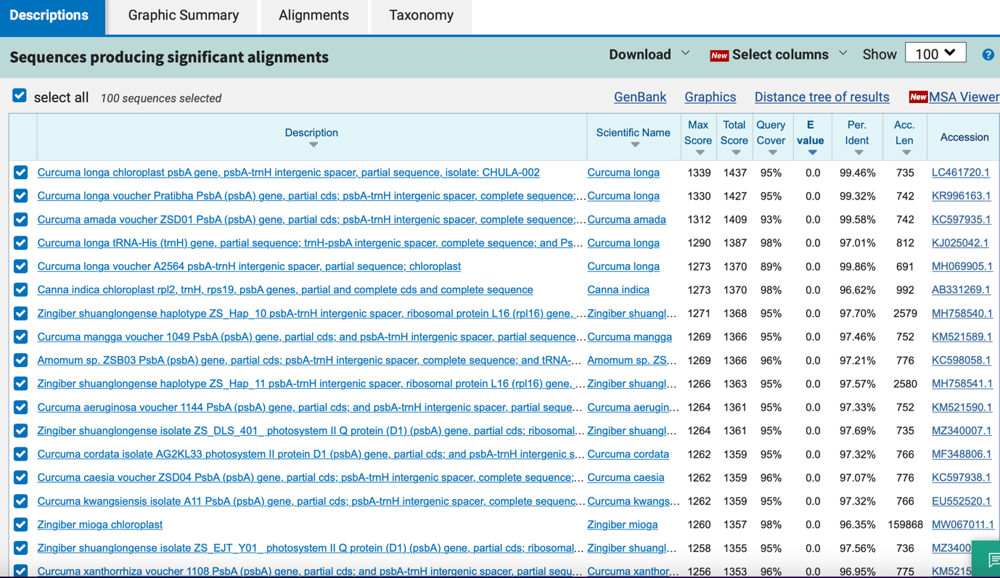 Descriptions Graphic Summary Alignments Taxonomy
Sequences producing significant alignments Download New Select columns Show 100 ?
select all 100 sequences selected GenBank Graphics Distance tree of results New MSA Viewer
Description Scientific Name Max Score Total Score Query Cover E value Per. Ident Acc. Len Accession
Curcuma longa chloroplast psbA gene, psbA-trnH intergenic spacer, partial sequence, isolate: CHULA-002 Curcuma longa 1339 1437 95% 0.0 99.46% 735 LC461720.1
Curcuma longa voucher Pratibha PsbA (psbA) gene, partial cds; psbA-trnH intergenic spacer, complete sequence;... Curcuma longa 1330 1427 95% 0.0 99.32% 742 KR996163.1
Curcuma amada voucher ZSD01 PsbA (psbA) gene, partial cds; psbA-trnH intergenic spacer, complete sequence;... Curcuma amada 1312 1409 93% 0.0 99.58% 742 KC597935.1
Curcuma longa tRNA-His (trnH) gene, partial sequence; trnH-psbA intergenic spacer, complete sequence; and Ps... Curcuma longa 1290 1387 98% 0.0 97.01% 812 KJ025042.1
Curcuma longa voucher A2564 psbA-trnH intergenic spacer, partial sequence; chloroplast Curcuma longa 1273 1370 89% 0.0 99.86% 691 MH069905.1
Canna indica chloroplast rpl2, trnH, rps19, psbA genes, partial and complete cds and complete sequence Canna indica 1273 1370 98% 0.0 96.62% 992 AB331269.1
Zingiber shuanglongense haplotype ZS_Hap_10 psbA-trnH intergenic spacer, ribosomal protein L16 (rpl16) gene, ... Zingiber shuangl... 1271 1368 95% 0.0 97.70% 2579 MH758540.1
Curcuma mangga voucher 1049 PsbA (psbA) gene, partial cds; and psbA-trnH intergenic spacer, partial sequence... Curcuma mangga 1269 1366 95% 0.0 97.46% 752 KM521589.1
Amomum sp. ZSB03 PsbA (psbA) gene, partial cds; psbA-trnH intergenic spacer, complete sequence; and tRNA-... Amomum sp. ZS... 1269 1366 96% 0.0 97.21% 776 KC598058.1
Zingiber shuanglongense haplotype ZS_Hap_11 psbA-trnH intergenic spacer, ribosomal protein L16 (rpl16) gene, ... Zingiber shuangl... 1266 1363 95% 0.0 97.57% 2580 MH758541.1
Curcuma aeruginosa voucher 1144 PsbA (psbA) gene, partial cds; and psbA-trnH intergenic spacer, partial seque... Curcuma aerugin... 1264 1361 95% 0.0 97.33% 752 KM521590.1
Zingiber shuanglongense isolate ZS_DLS_401_ photosystem II Q protein (D1) (psbA) gene, partial cds; ribosomal... Zingiber shuangl... 1264 1361 95% 0.0 97.69% 735 MZ340007.1
Curcuma cordata isolate AG2KL33 photosystem II protein D1 (psbA) gene, partial cds; and psbA-trnH intergenic s... Curcuma cordata 1262 1359 95% 0.0 97.32% 766 MF348806.1
Curcuma caesia voucher ZSD04 PsbA (psbA) gene, partial cds; psbA-trnH intergenic spacer, complete sequence;... Curcuma caesia 1262 1359 96% 0.0 97.07% 776 KC597938.1
Curcuma kwangsiensis isolate A11 PsbA (psbA) gene, partial cds; psbA-trnH intergenic spacer, complete sequenc... Curcuma kwangs... 1262 1359 95% 0.0 97.32% 766 EU552520.1
Zingiber mioga chloroplast Zingiber mioga 1260 1357 98% 0.0 96.35% 159868 MW067011.1
Zingiber shuanglongense isolate ZS_EJT_Y01_ photosystem II Q protein (D1) (psbA) gene, partial cds; ribosomal... Zingiber shuangl... 1258 1355 95% 0.0 97.56% 736 MZ3400
Curcuma xanthorrhiza voucher 1108 PsbA (psbA) gene, partial cds; and psbA-trnH intergenic spacer, partial sequ... Curcuma xanthor... 1256 1353 96% 0.0 96.95% 775 KM5215